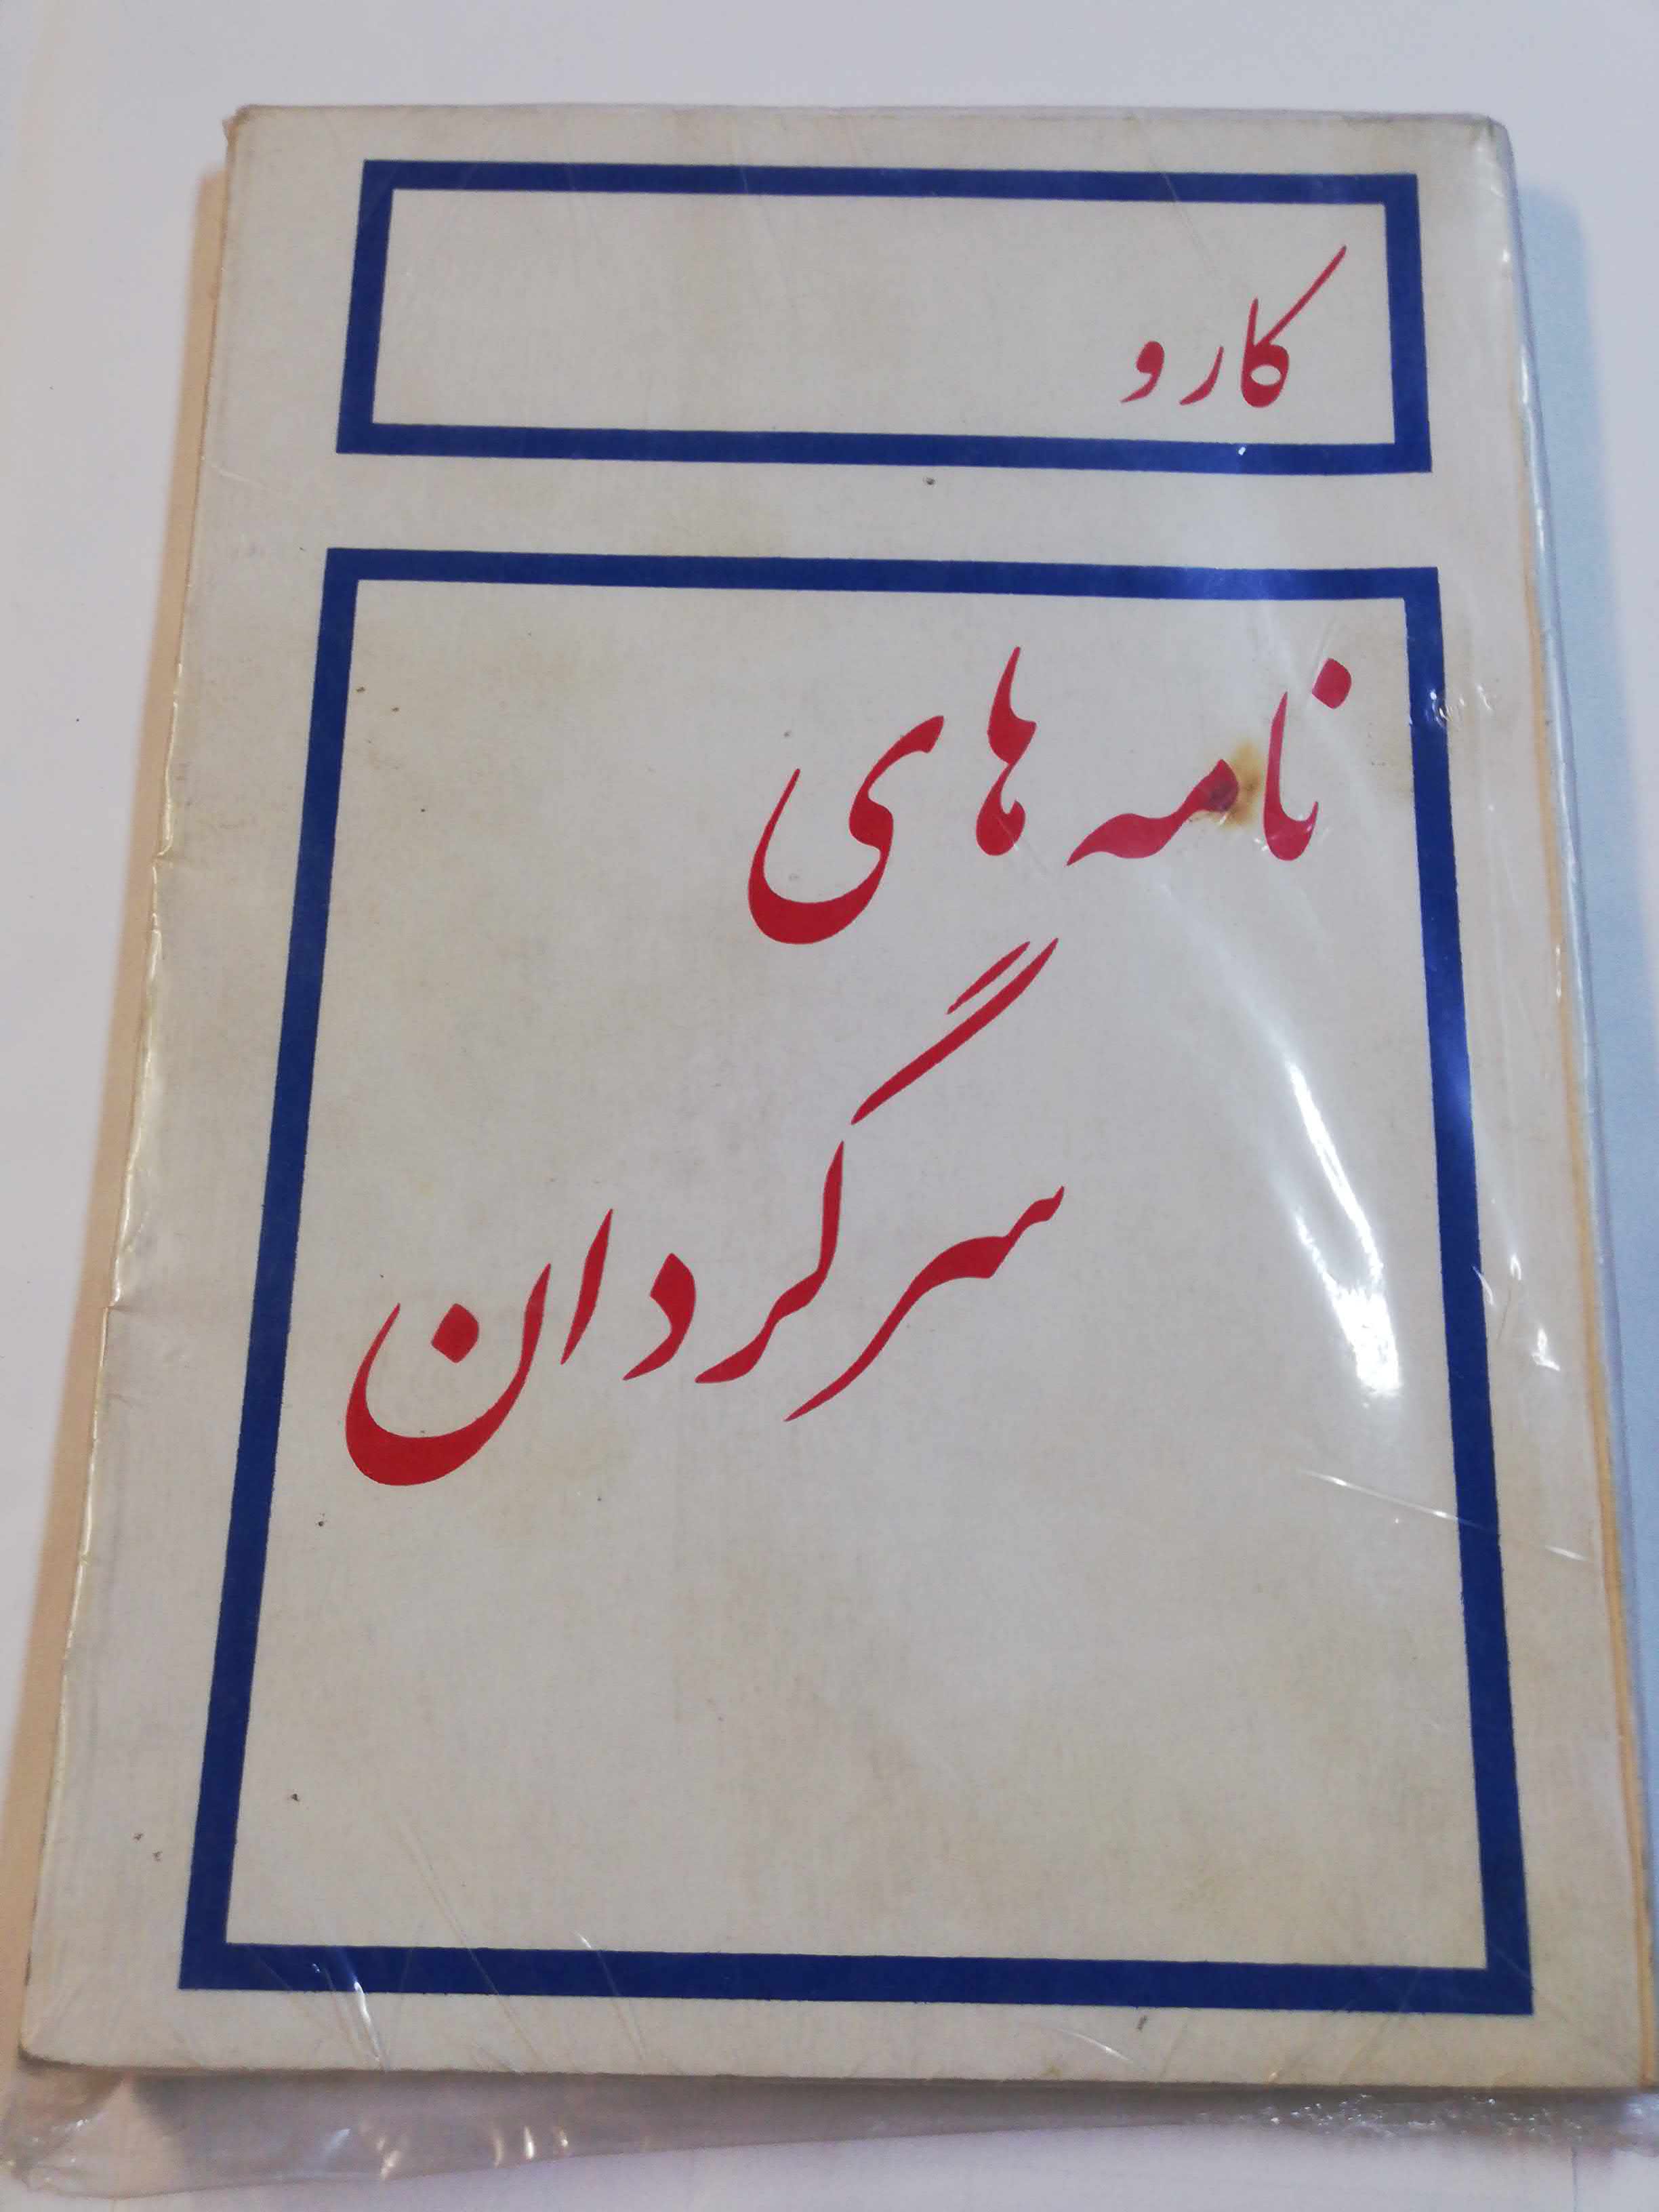 کارو
نامه های
سرگردان